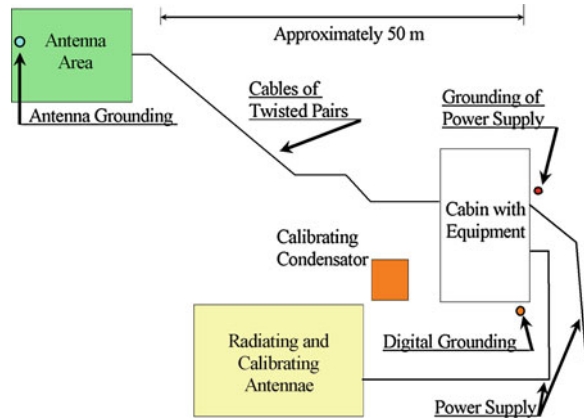 Approximately 50 m
Antenna
Area
Antenna Grounding
Cables of
Twisted Pairs
Grounding of
Power Supply
Cabin with
Equipment
Calibrating
Condensator
Digital Grounding
Radiating and
Calibrating
Antennae
Power Supply